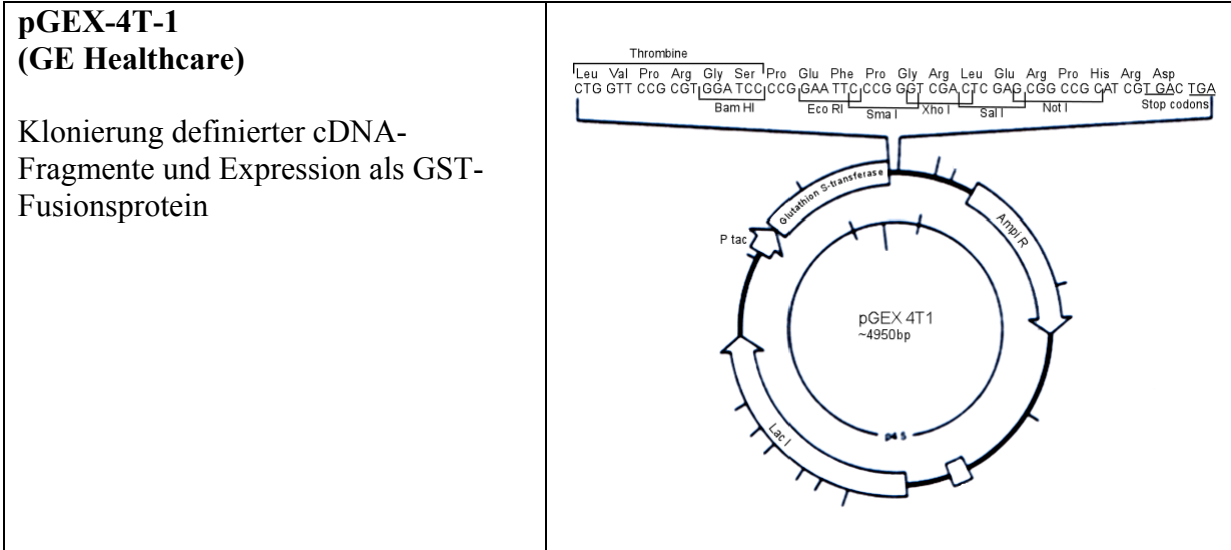 pGEX-4T-1
(GE Healthcare)
Klonierung definierter cDNA-
Fragmente und Expression als GST-
Fusionsprotein
Thrombine
Leu Val Pro Arg Gly Ser Pro Glu Phe Pro Gly Arg Leu Glu Arg Pro His Arg Asp
CTG GTT CCG CGT GGA TCC CCG GAA TTC CCG GGT CGA CTC GAG CGG CCG CAT CGT GAC TGA
Bam HI Eco RI Sma I Xho I Sal I Not I Stop codons
Glutathion S-transferase
Ampi R
P tac
pGEX 4T1
~4950bp
Lac I